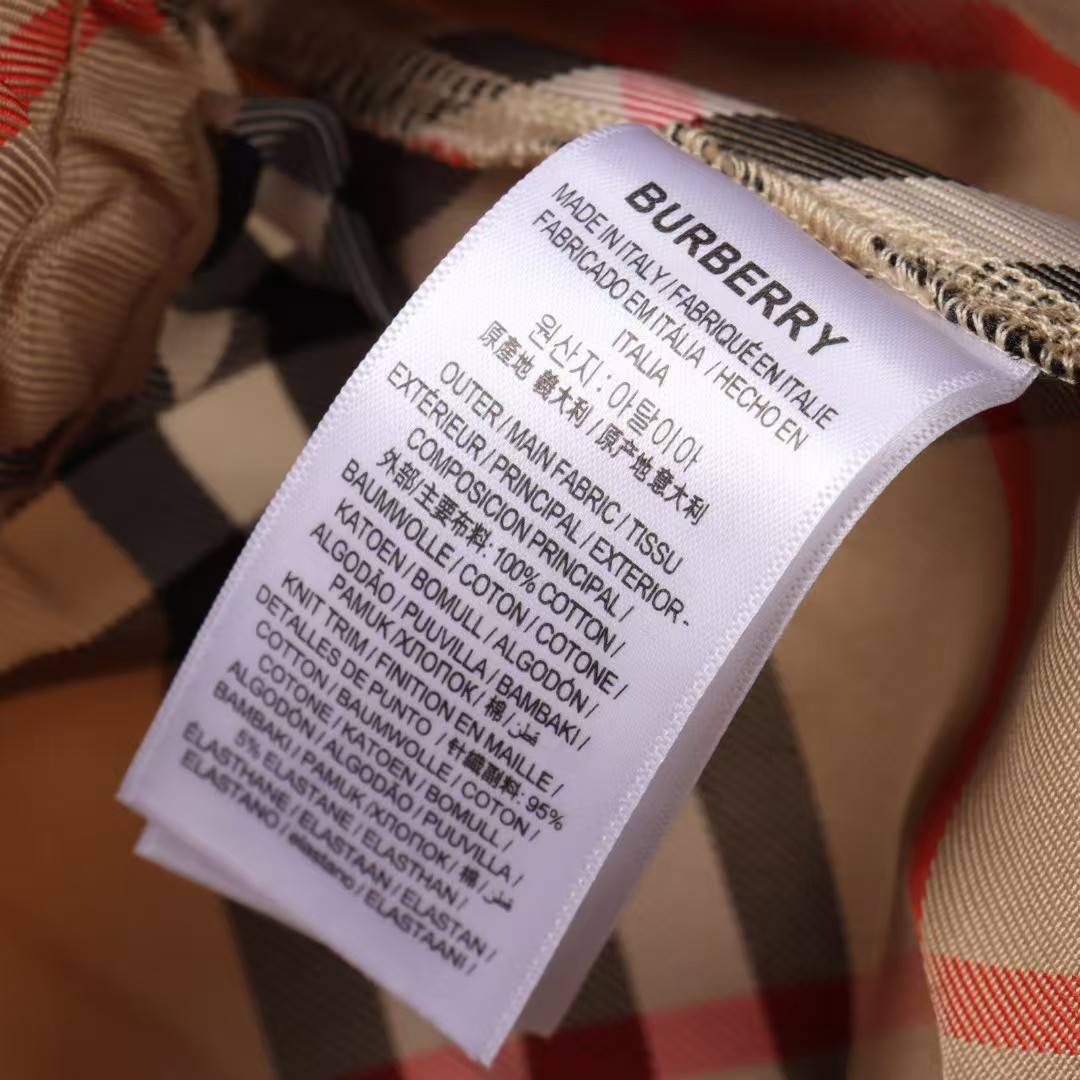 BURBERRY
MADE IN ITALY / FABRIQUÉ EN ITALIE
FABRICADO EM ITÁLIA / HECHO EN
ITALIA
원산지 : 이탈리아
原產地 義大利 / 原产地 意大利
OUTER / MAIN FABRIC / TISSU
EXTÉRIEUR / PRINCIPAL / EXTERIOR -
COMPOSICION PRINCIPAL /
外部/主要布料: 100% COTTON /
BAUMWOLLE / COTON / COTONE /
KATOEN / BOMULL / ALGODÓN /
ALGODÃO / PUUVILLA / BAMBAKI /
PAMUK /ХЛОПОК / 棉 / قطن
KNIT TRIM / FINITION EN MAILLE /
DETALLES DE PUNTO / 針織副料: 95%
COTTON / BAUMWOLLE / COTON /
COTONE / KATOEN / BOMULL /
ALGODÓN / ALGODÃO / PUUVILLA /
BAMBAKI / PAMUK /ХЛОПОК / 棉 / قطن
5% ELASTANE / ELASTHAN /
ÉLASTHANE / ELASTAAN / ELASTAN /
ELASTANO / elastano / ELASTAANI /